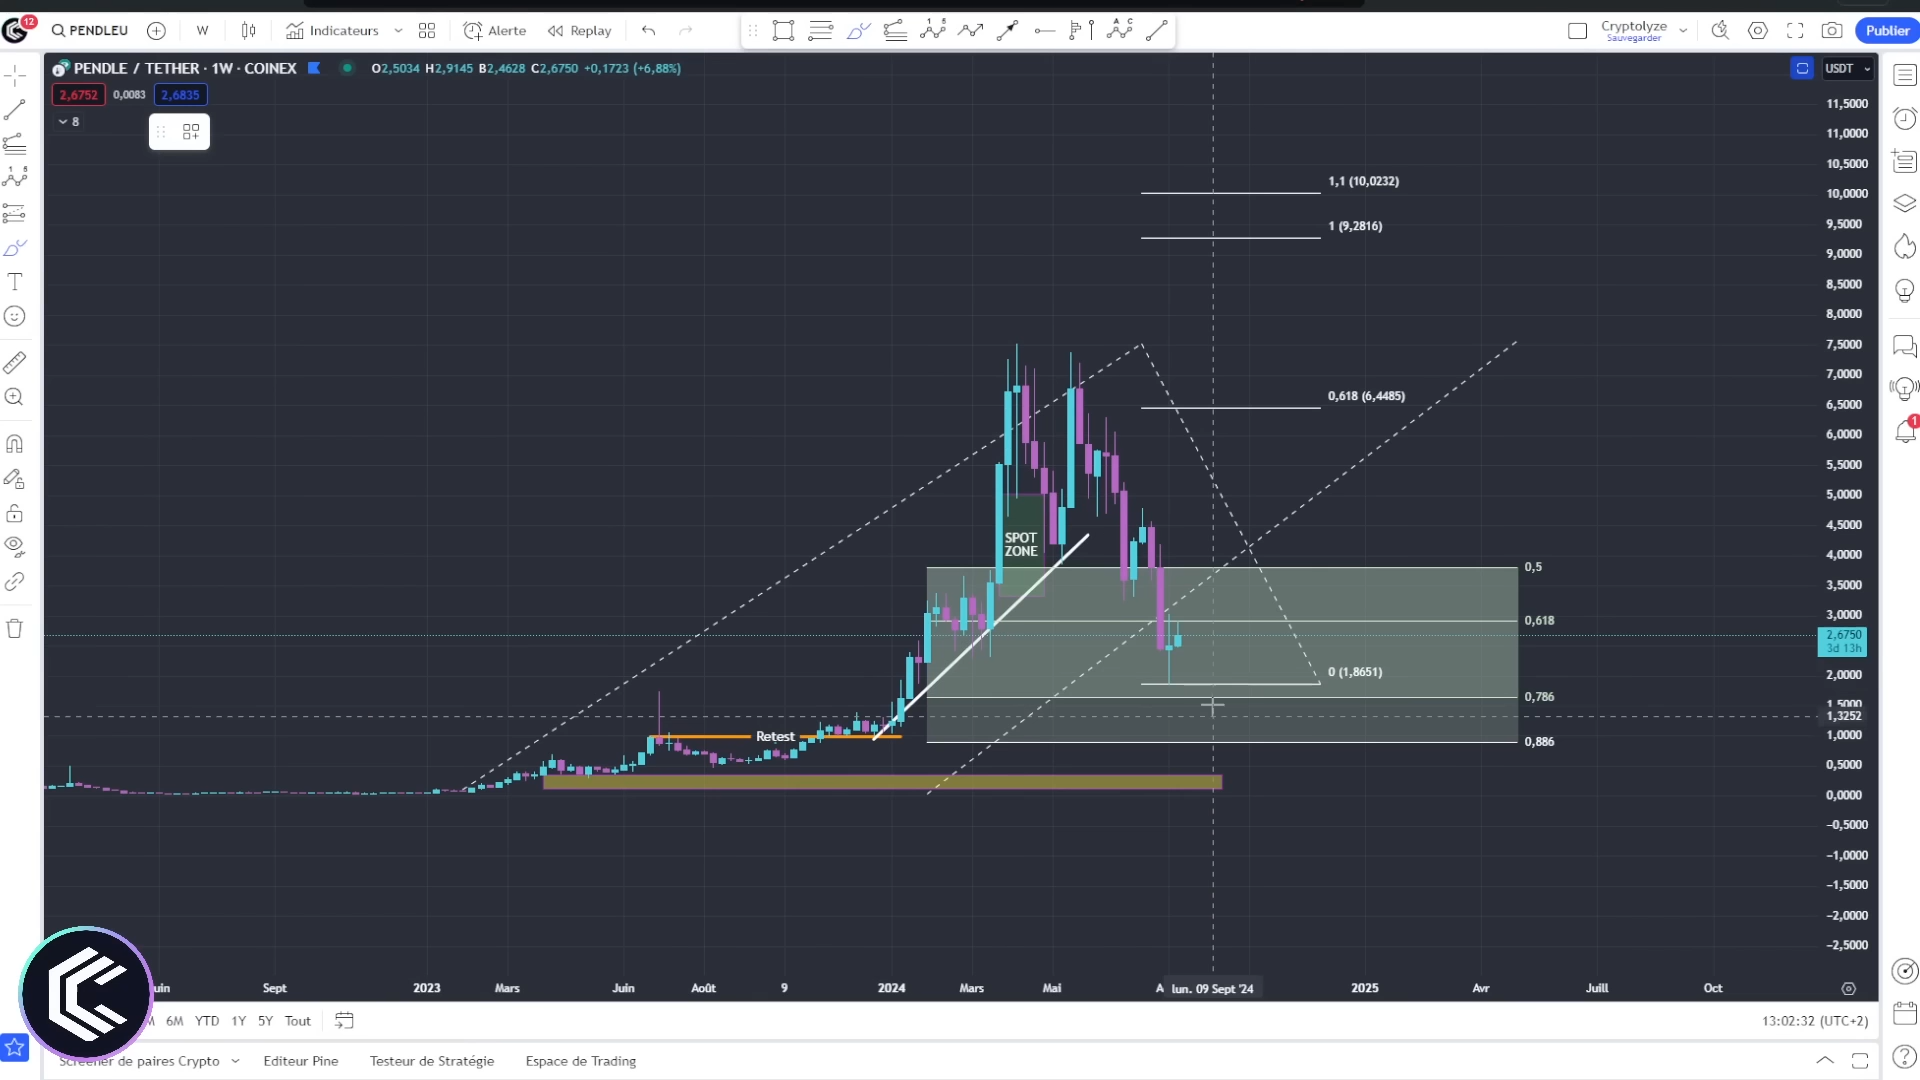 12
PENDLEU
W
Indicateurs
Alerte
Replay
Cryptolyze
Sauvegarder
Publier
PENDLE / TETHER · 1W · COINEX
O2,5034 H2,9145 B2,4628 C2,6750 +0,1723 (+6,88%)
USDT
2,6752
0,0083
2,6835
8
11,5000
11,0000
10,5000
10,0000
9,5000
9,0000
8,5000
8,0000
7,5000
7,0000
6,5000
6,0000
5,5000
5,0000
4,5000
4,0000
3,5000
3,0000
2,6750
3d 13h
2,0000
1,5000
1,3252
1,0000
0,5000
0,0000
−0,5000
−1,0000
−1,5000
−2,0000
−2,5000
1,1 (10,0232)
1 (9,2816)
0,618 (6,4485)
0 (1,8651)
SPOT
ZONE
0,5
0,618
0,786
0,886
Retest
1
uin
Sept
2023
Mars
Juin
Août
9
2024
Mars
Mai
A
lun. 09 Sept '24
2025
Avr
Juill
Oct
6M
YTD
1Y
5Y
Tout
13:02:32 (UTC+2)
Screener de paires Crypto
Editeur Pine
Testeur de Stratégie
Espace de Trading